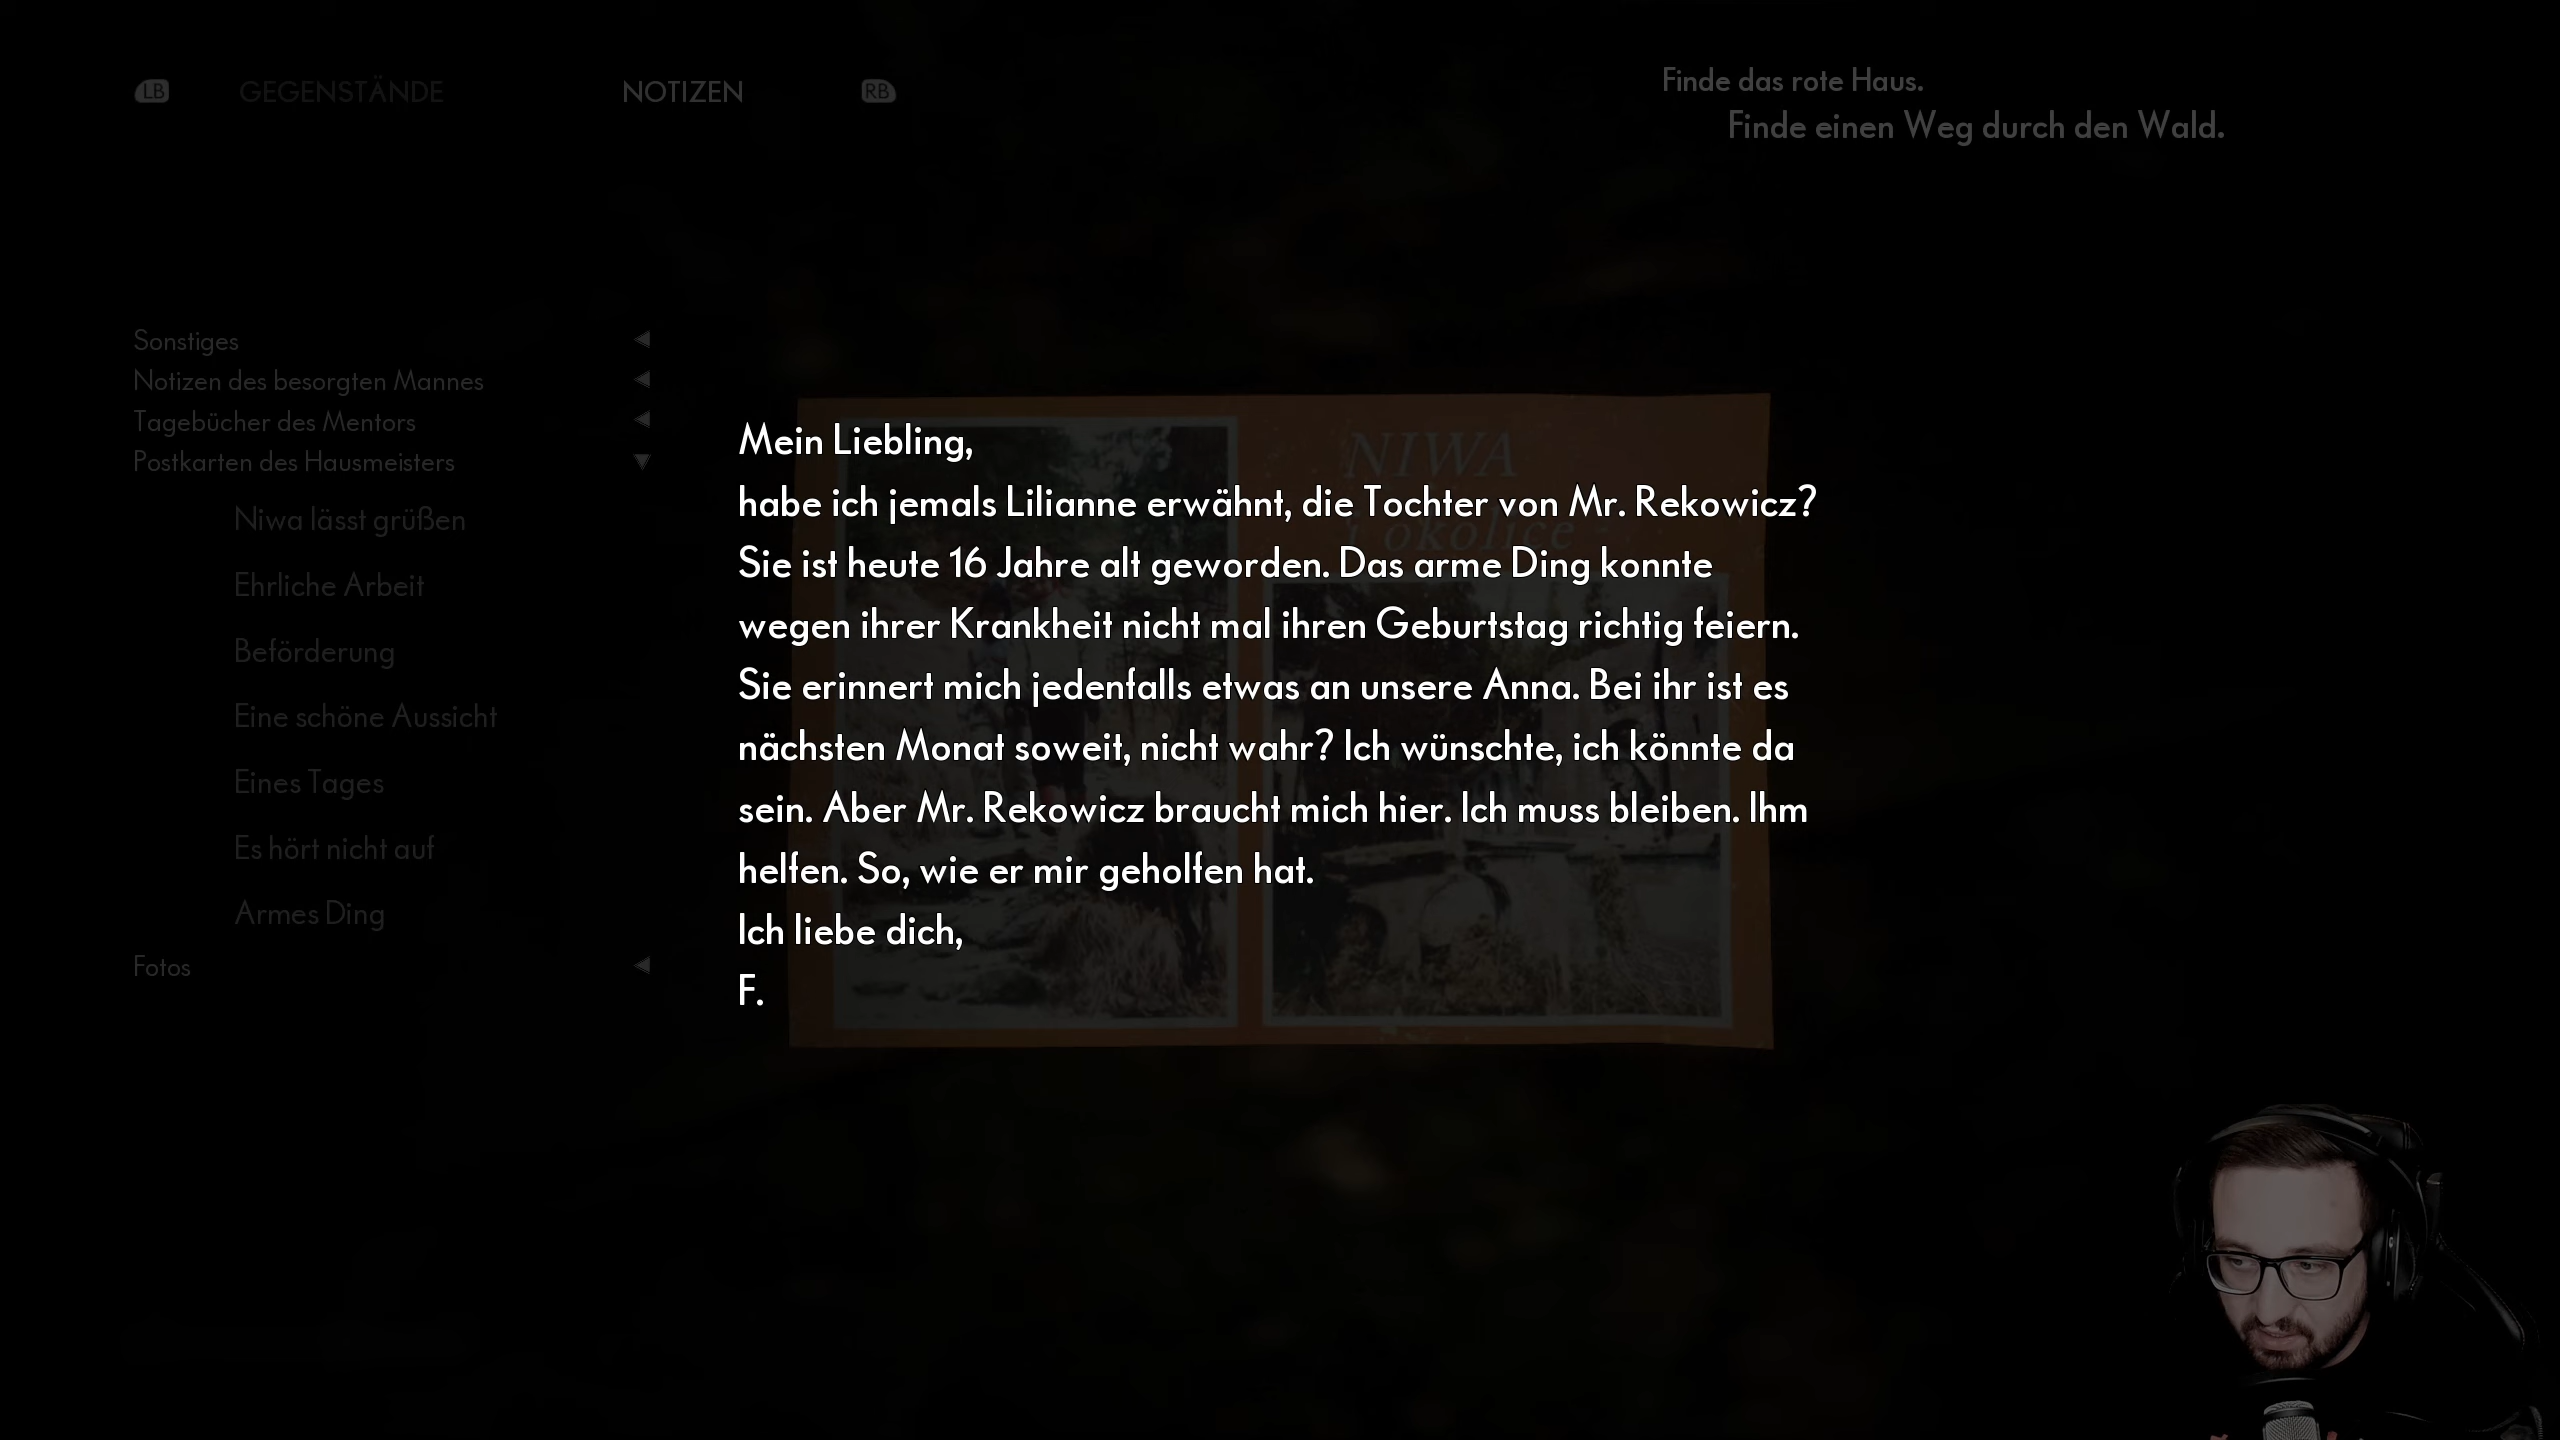 LB GEGENSTÄNDE NOTIZEN RB
Finde das rote Haus.
Finde einen Weg durch den Wald.
Sonstiges
Notizen des besorgten Mannes
Tagebücher des Mentors
Postkarten des Hausmeisters
Niwa lässt grüßen
Ehrliche Arbeit
Beförderung
Eine schöne Aussicht
Eines Tages
Es hört nicht auf
Armes Ding
Fotos
NIWA
i okolice
Mein Liebling,
habe ich jemals Lilianne erwähnt, die Tochter von Mr. Rekowicz?
Sie ist heute 16 Jahre alt geworden. Das arme Ding konnte
wegen ihrer Krankheit nicht mal ihren Geburtstag richtig feiern.
Sie erinnert mich jedenfalls etwas an unsere Anna. Bei ihr ist es
nächsten Monat soweit, nicht wahr? Ich wünschte, ich könnte da
sein. Aber Mr. Rekowicz braucht mich hier. Ich muss bleiben. Ihm
helfen. So, wie er mir geholfen hat.
Ich liebe dich,
F.